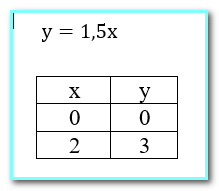 y = 1,5x
x y
0 0
2 3